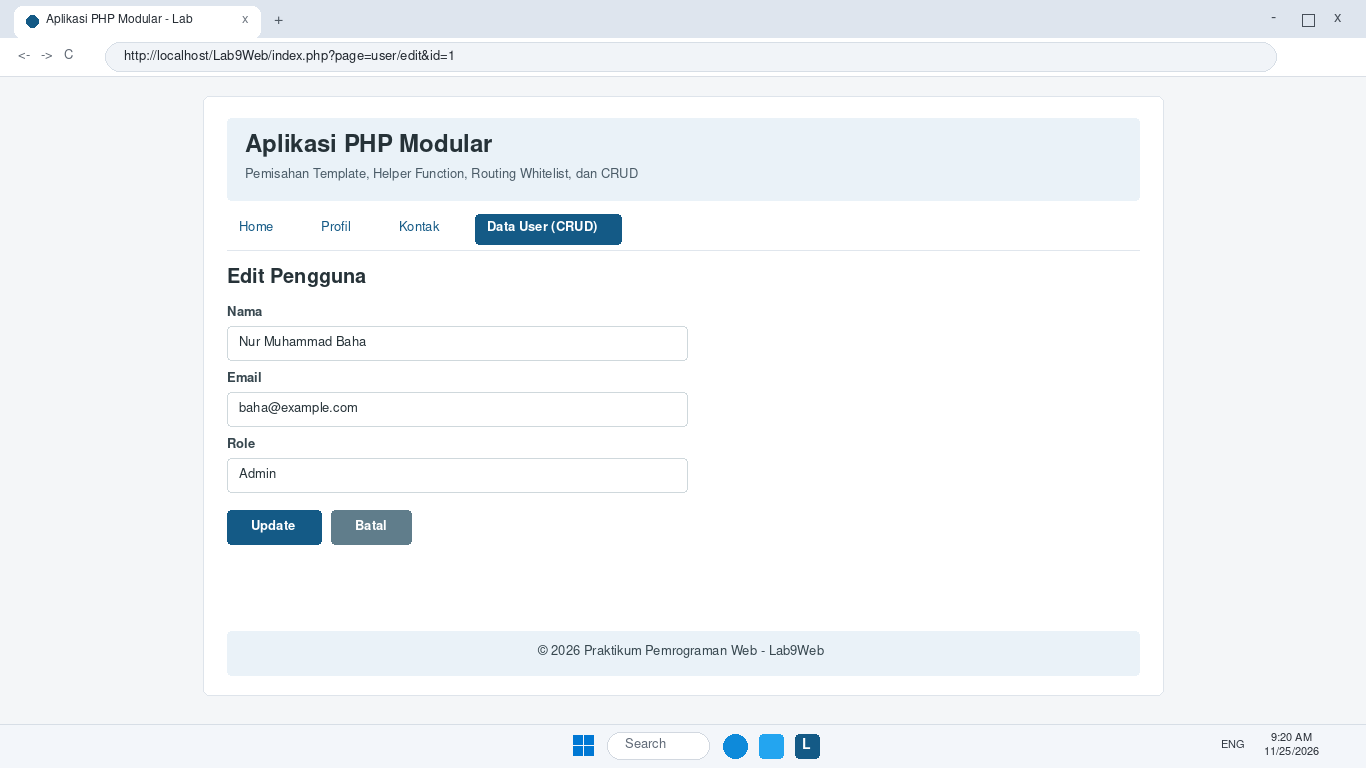 Aplikasi PHP Modular - Lab x +
- x
<- -> C http://localhost/Lab9Web/index.php?page=user/edit&id=1
Aplikasi PHP Modular
Pemisahan Template, Helper Function, Routing Whitelist, dan CRUD
Home Profil Kontak Data User (CRUD)
Edit Pengguna
Nama
Nur Muhammad Baha
Email
baha@example.com
Role
Admin
Update Batal
© 2026 Praktikum Pemrograman Web - Lab9Web
Search L ENG 9:20 AM
11/25/2026